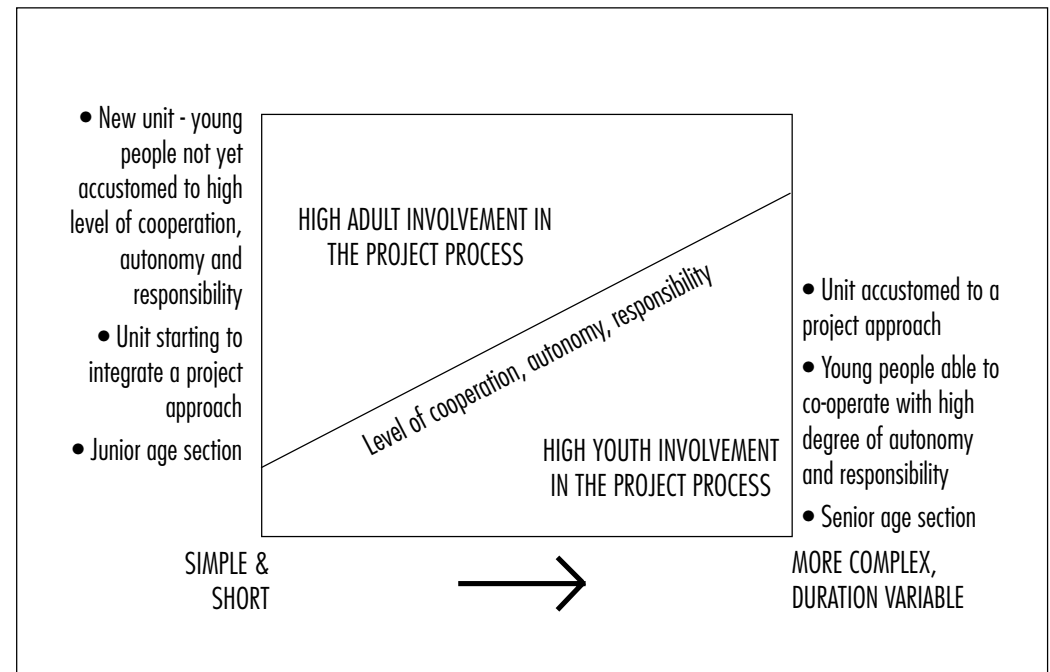 • New unit - young
people not yet
accustomed to high
level of cooperation,
autonomy and
responsibility
• Unit starting to
integrate a project
approach
• Junior age section
HIGH ADULT INVOLVEMENT IN
THE PROJECT PROCESS
Level of cooperation, autonomy, responsibility
HIGH YOUTH INVOLVEMENT
IN THE PROJECT PROCESS
• Unit accustomed to a
project approach
• Young people able to
co-operate with high
degree of autonomy
and responsibility
• Senior age section
SIMPLE &
SHORT
MORE COMPLEX,
DURATION VARIABLE